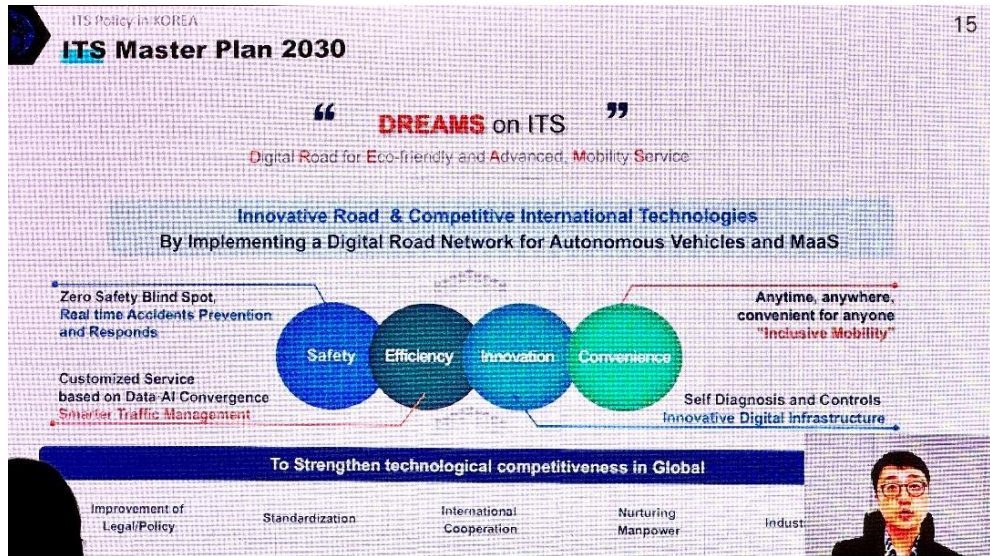 ITS Policy in KOREA
15
ITS Master Plan 2030
“ DREAMS on ITS ”
Digital Road for Eco-friendly and Advanced, Mobility Service
Innovative Road & Competitive International Technologies
By Implementing a Digital Road Network for Autonomous Vehicles and MaaS
Zero Safety Blind Spot,
Real time Accidents Prevention
and Responds
Anytime, anywhere,
convenient for anyone
"Inclusive Mobility"
Safety
Efficiency
Innovation
Convenience
Customized Service
based on Data·AI Convergence
Smarter Traffic Management
Self Diagnosis and Controls
Innovative Digital Infrastructure
To Strengthen technological competitiveness in Global
Improvement of
Legal/Policy
Standardization
International
Cooperation
Nurturing
Manpower
Indust